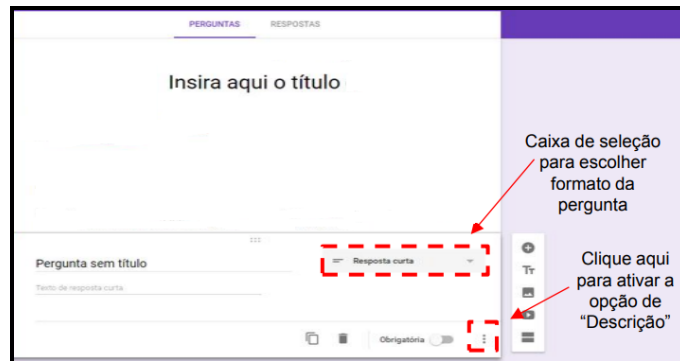 PERGUNTAS RESPOSTAS
Insira aqui o título
Caixa de seleção
para escolher
formato da
pergunta
Pergunta sem título
Resposta curta
Texto de resposta curta
Tт
Clique aqui
para ativar a
opção de
“Descrição”
Obrigatória